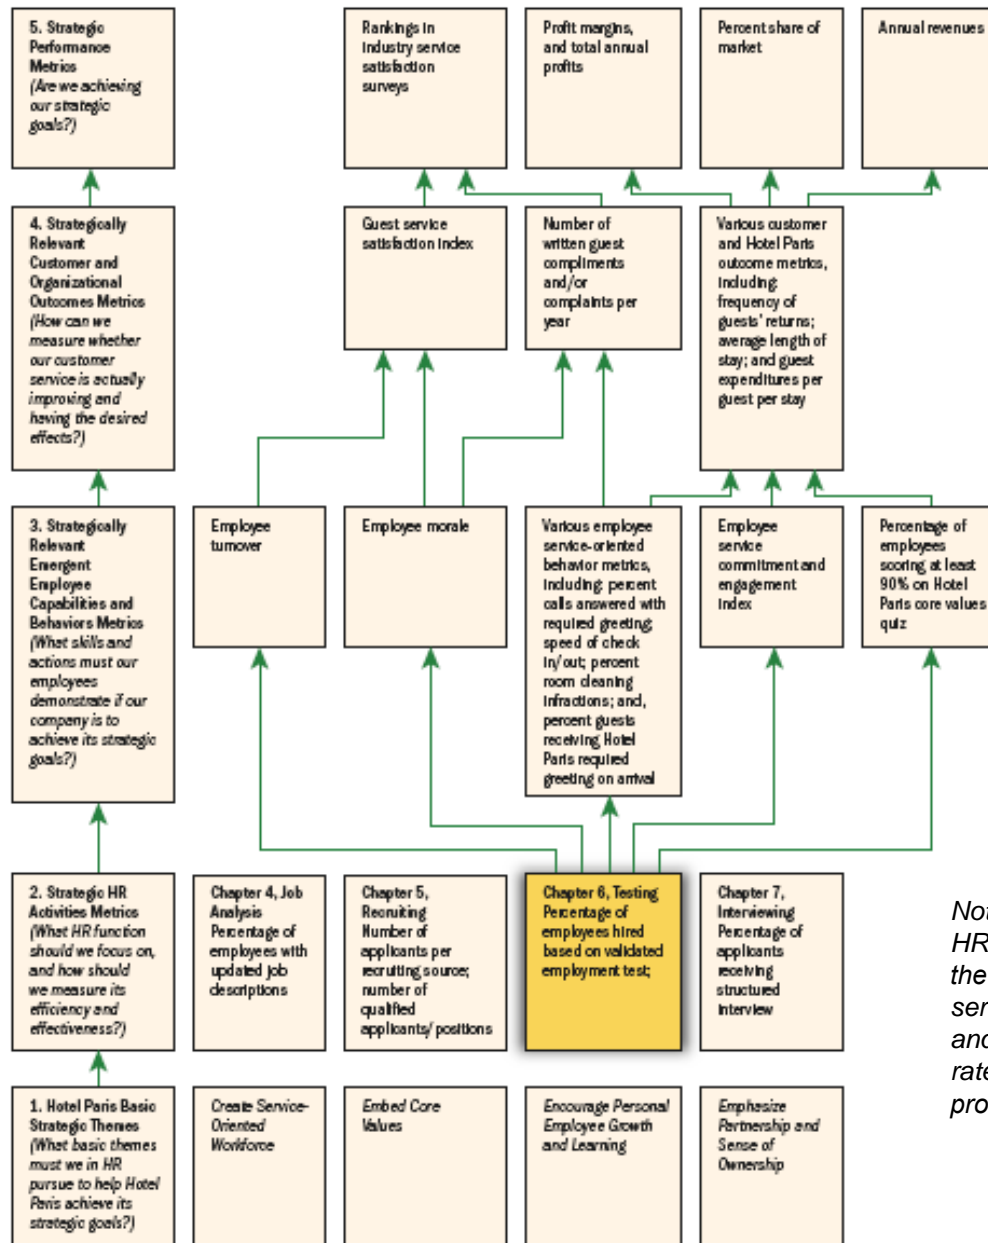 5. Strategic
Performance
Metrics
(Are we achieving
our strategic
goals?)
Rankings in
industry service
satisfaction
surveys
Profit margins,
and total annual
profits
Percent share of
market
Annual revenues
4. Strategically
Relevant
Customer and
Organizational
Outcomes Metrics
(How can we
measure whether
our customer
service is actually
improving and
having the desired
effects?)
Guest service
satisfaction index
Number of
written guest
compliments
and/or
complaints per
year
Various customer
and Hotel Paris
outcome metrics,
including:
frequency of
guests' returns;
average length of
stay; and guest
expenditures per
guest per stay
3. Strategically
Relevant
Emergent
Employee
Capabilities and
Behaviors Metrics
(What skills and
actions must our
employees
demonstrate if our
company is to
achieve its strategic
goals?)
Employee
turnover
Employee morale
Various employee
service-oriented
behavior metrics,
including: percent
calls answered with
required greeting;
speed of check
in/out; percent
room cleaning
infractions; and,
percent guests
receiving Hotel
Paris required
greeting on arrival
Employee
service
commitment and
engagement
index
Percentage of
employees
scoring at least
90% on Hotel
Paris core values
quiz
2. Strategic HR
Activities Metrics
(What HR function
should we focus on,
and how should
we measure its
efficiency and
effectiveness?)
Chapter 4, Job
Analysis
Percentage of
employees with
updated job
descriptions
Chapter 5,
Recruiting
Number of
applicants per
recruiting source;
number of
qualified
applicants/positions
Chapter 6, Testing
Percentage of
employees hired
based on validated
employment test;
Chapter 7,
Interviewing
Percentage of
applicants
receiving
structured
interview
Not
HR
the
ser
and
rate
pro
1. Hotel Paris Basic
Strategic Themes
(What basic themes
must we in HR
pursue to help Hotel
Paris achieve its
strategic goals?)
Create Service-
Oriented
Workforce
Embed Core
Values
Encourage Personal
Employee Growth
and Learning
Emphasize
Partnership and
Sense of
Ownership